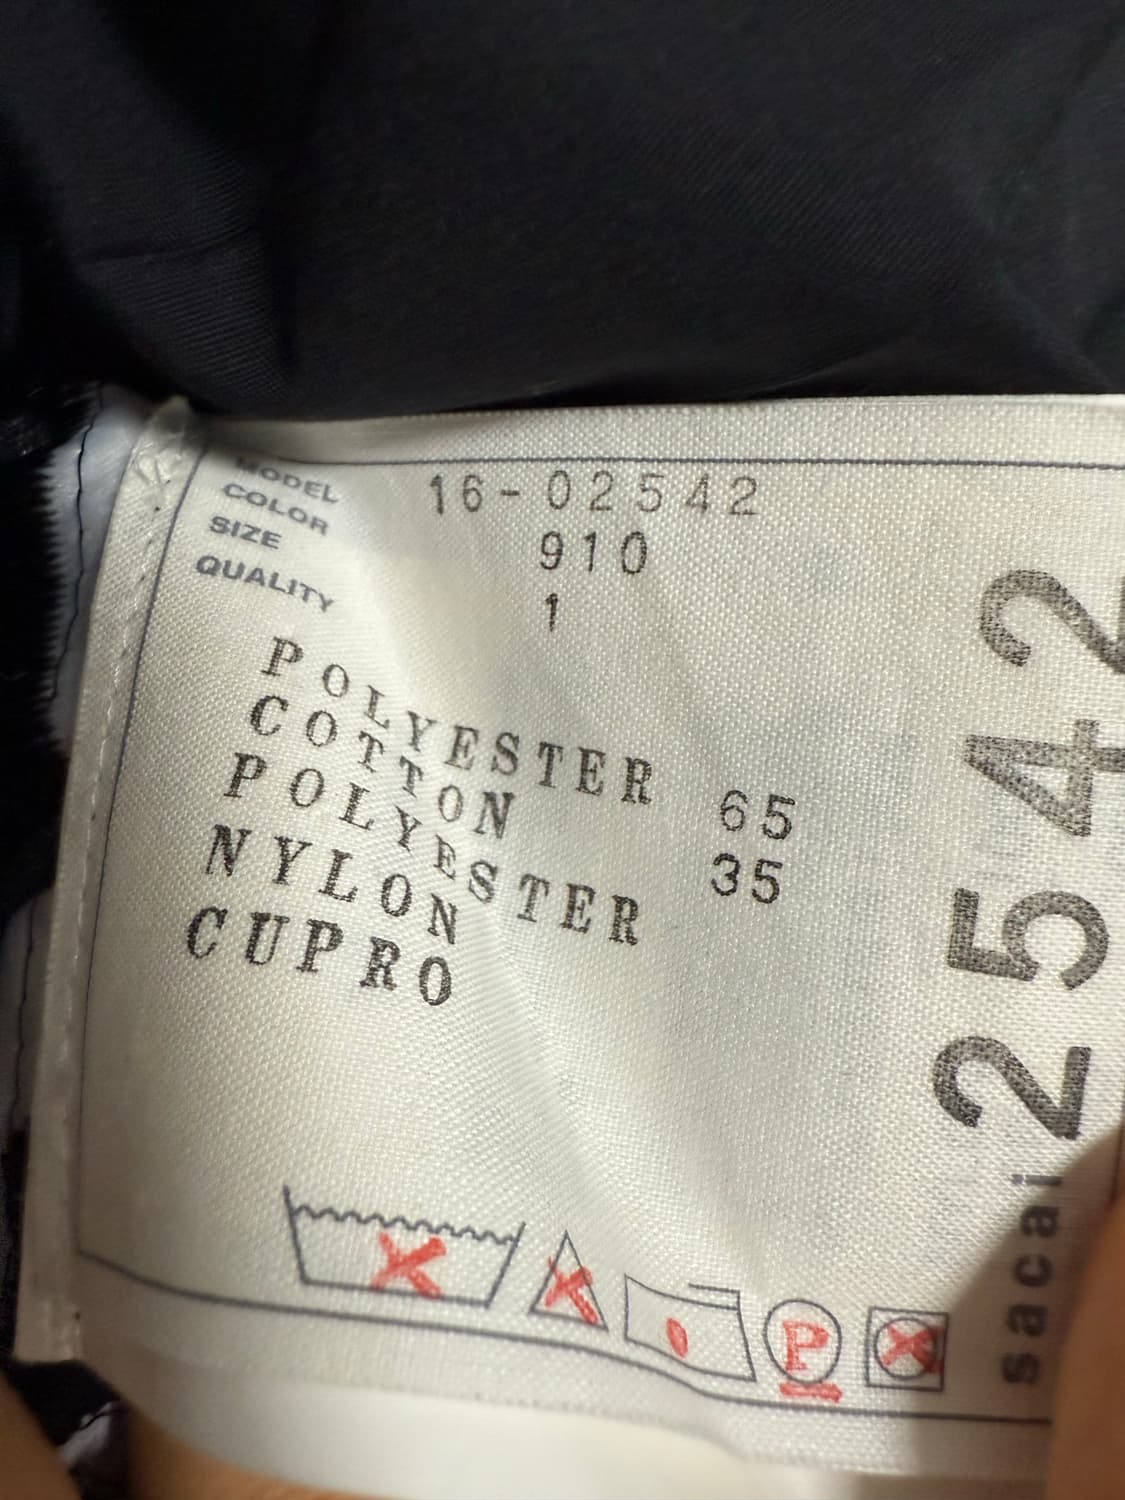 MODEL 16-02542
COLOR 910
SIZE 1
QUALITY
POLYESTER 65
COTTON 35
POLYESTER
NYLON
CUPRO
P
2542
sacai